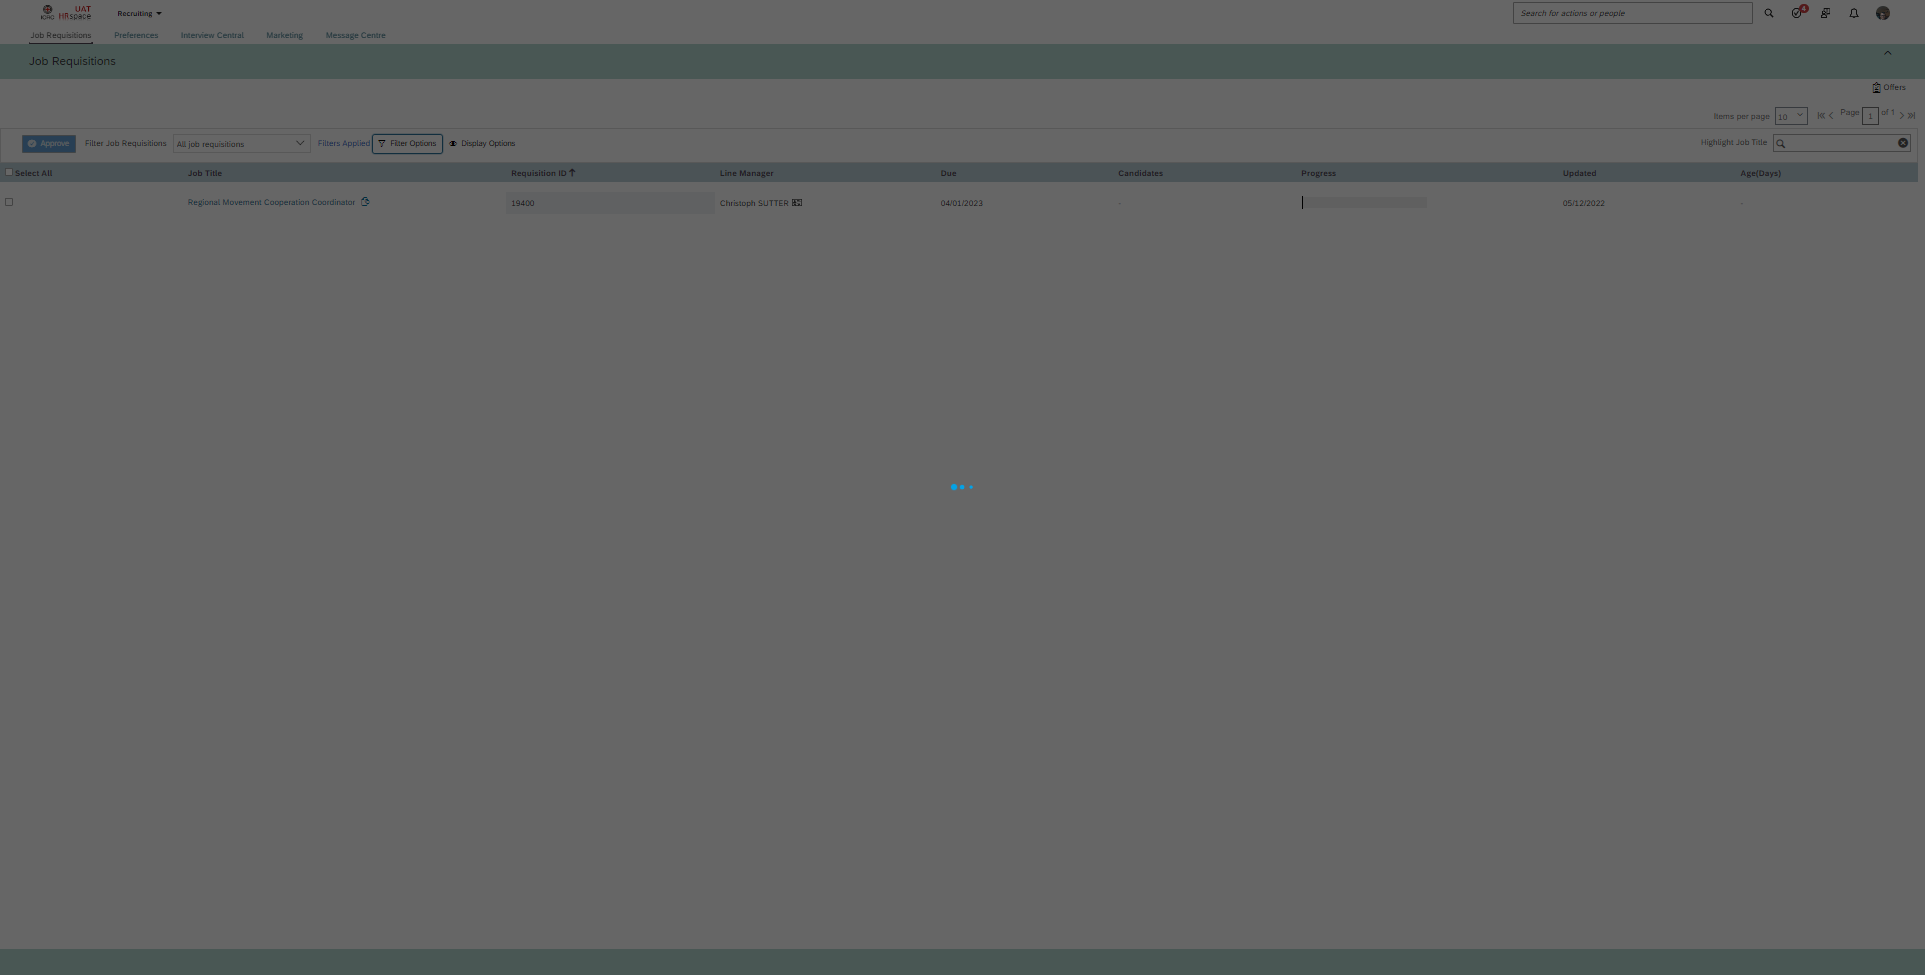 UAT
ICRC HRspace
Recruiting
Search for actions or people
4
Job Requisitions
Preferences
Interview Central
Marketing
Message Centre
Job Requisitions
Offers
Items per page 10 Page 1 of 1
Approve
Filter Job Requisitions
All job requisitions
Filters Applied
Filter Options
Display Options
Highlight Job Title
Select All
Job Title
Requisition ID
Line Manager
Due
Candidates
Progress
Updated
Age(Days)
Regional Movement Cooperation Coordinator
19400
Christoph SUTTER
04/01/2023
-
05/12/2022
-